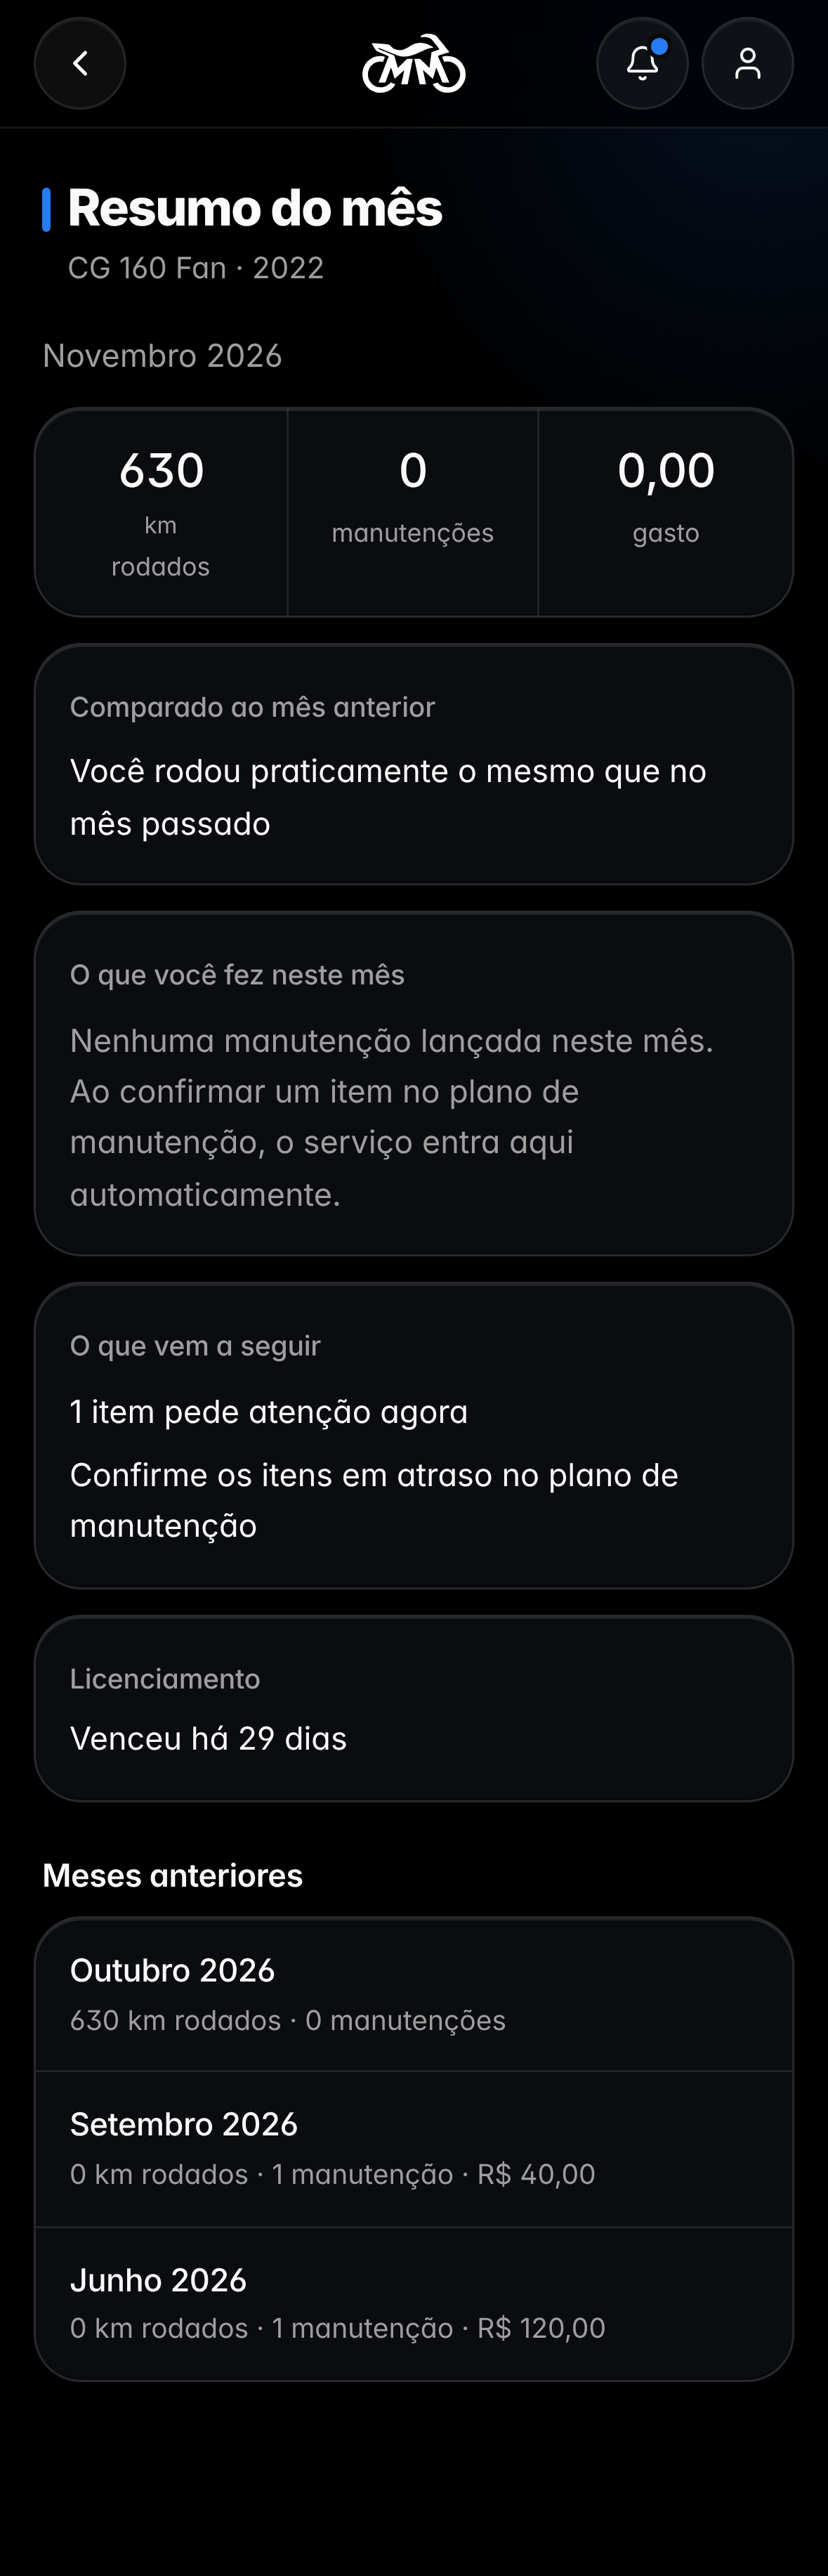 MM
Resumo do mês
CG 160 Fan · 2022
Novembro 2026
630
km
rodados
0
manutenções
0,00
gasto
Comparado ao mês anterior
Você rodou praticamente o mesmo que no
mês passado
O que você fez neste mês
Nenhuma manutenção lançada neste mês.
Ao confirmar um item no plano de
manutenção, o serviço entra aqui
automaticamente.
O que vem a seguir
1 item pede atenção agora
Confirme os itens em atraso no plano de
manutenção
Licenciamento
Venceu há 29 dias
Meses anteriores
Outubro 2026
630 km rodados · 0 manutenções
Setembro 2026
0 km rodados · 1 manutenção · R$ 40,00
Junho 2026
0 km rodados · 1 manutenção · R$ 120,00